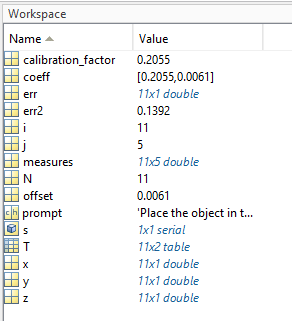 Workspace
Name Value
calibration_factor 0.2055
coeff [0.2055,0.0061]
err 11x1 double
err2 0.1392
i 11
j 5
measures 11x5 double
N 11
offset 0.0061
ch prompt 'Place the object in t...
s 1x1 serial
T 11x2 table
x 11x1 double
y 11x1 double
z 11x1 double